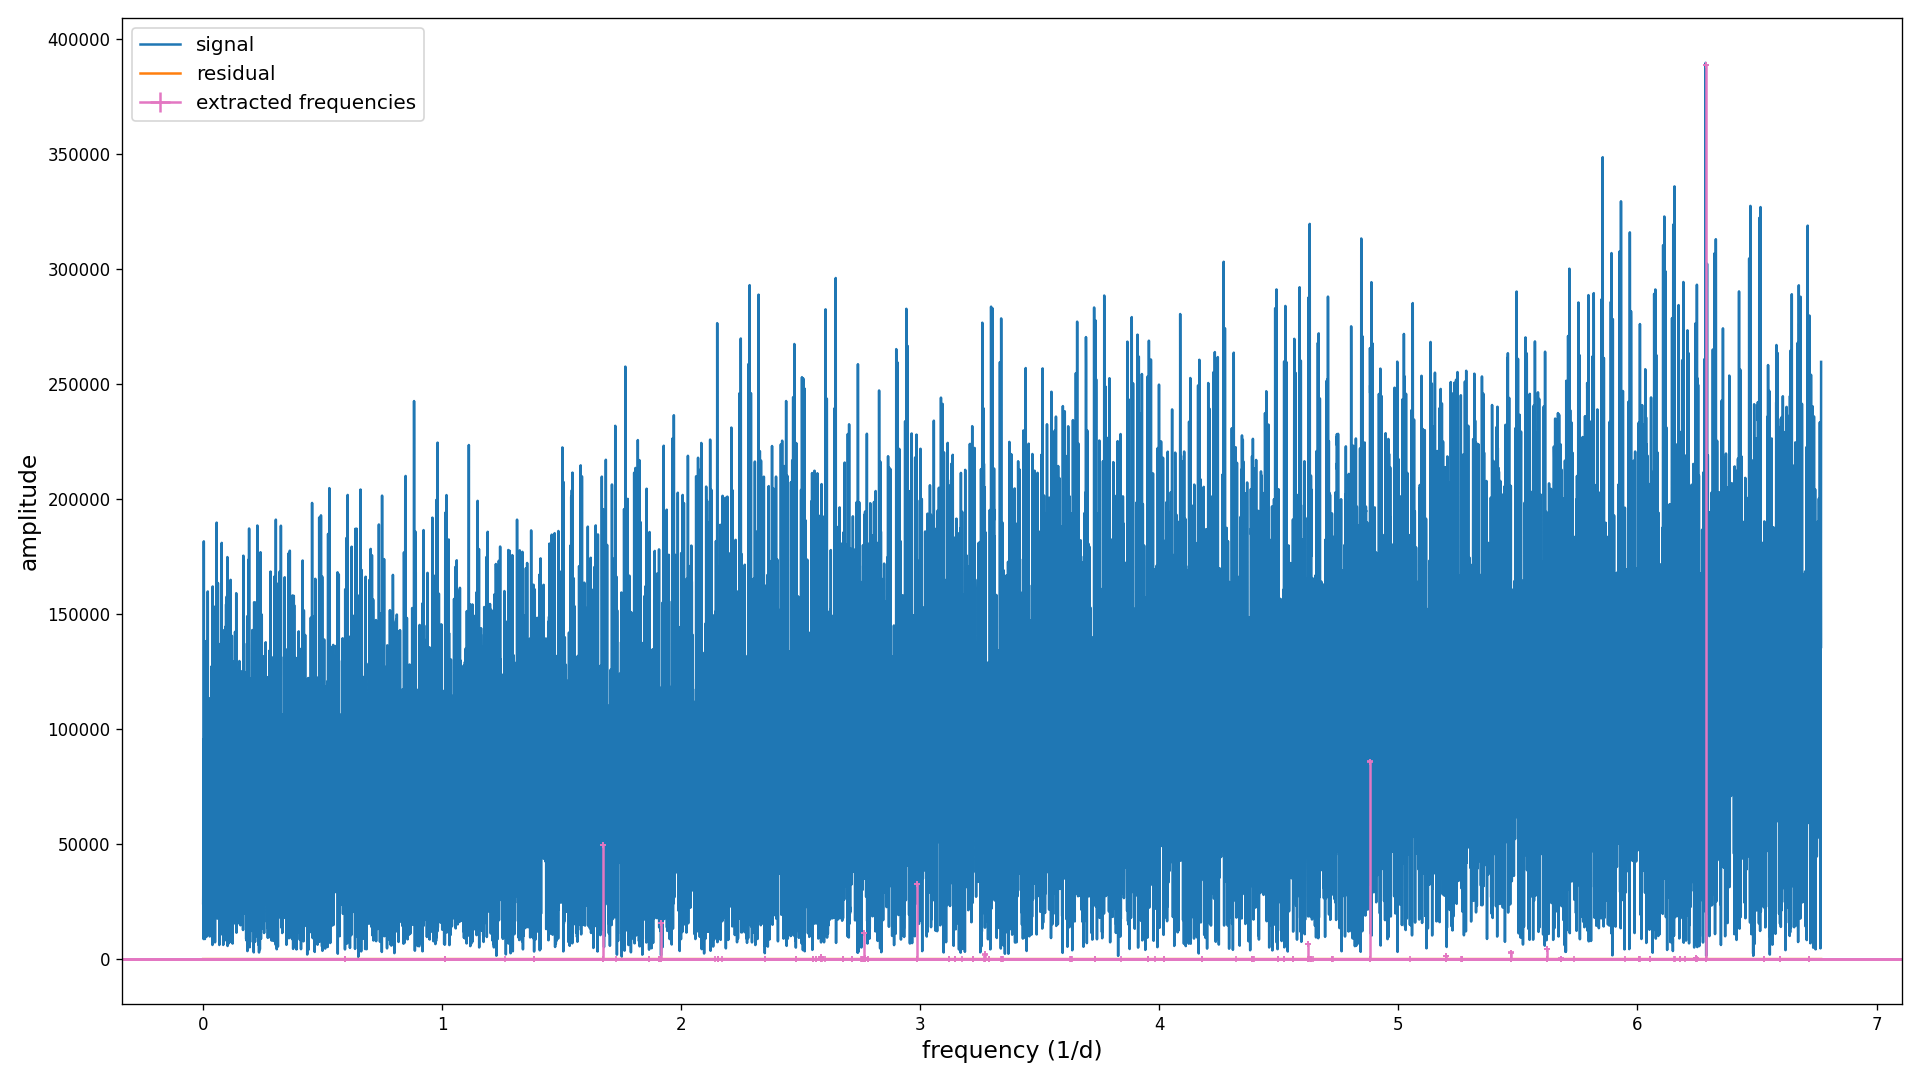 signal
residual
extracted frequencies
400000
350000
300000
250000
200000
150000
100000
50000
0
amplitude
0 1 2 3 4 5 6 7
frequency (1/d)